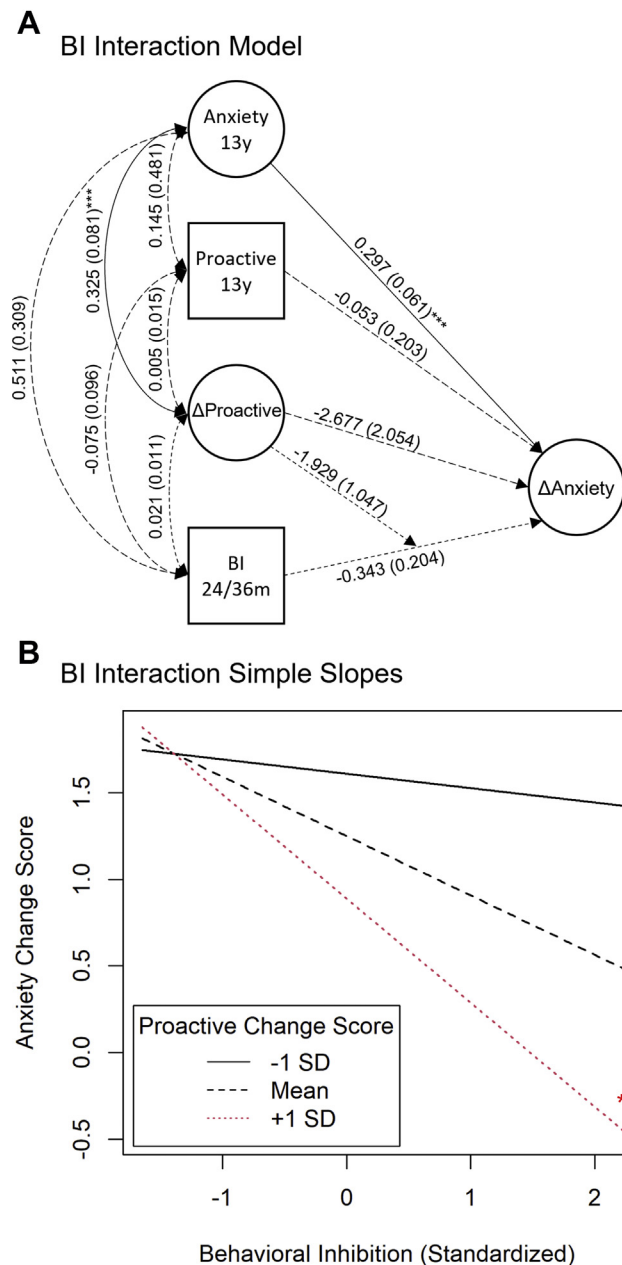 A
BI Interaction Model
Anxiety
13y
0.145 (0.481)
0.325 (0.081)***
0.297 (0.061)***
Proactive
13y
-0.053 (0.203)
0.511 (0.309)
-0.075 (0.096)
0.005 (0.015)
ΔProactive
-2.677 (2.054)
-1.929 (1.047)
ΔAnxiety
0.021 (0.011)
BI
24/36m
-0.343 (0.204)
B
BI Interaction Simple Slopes
Anxiety Change Score
1.5
1.0
0.5
0.0
-0.5
Proactive Change Score
-1 SD
Mean
+1 SD
*
-1
0
1
2
Behavioral Inhibition (Standardized)